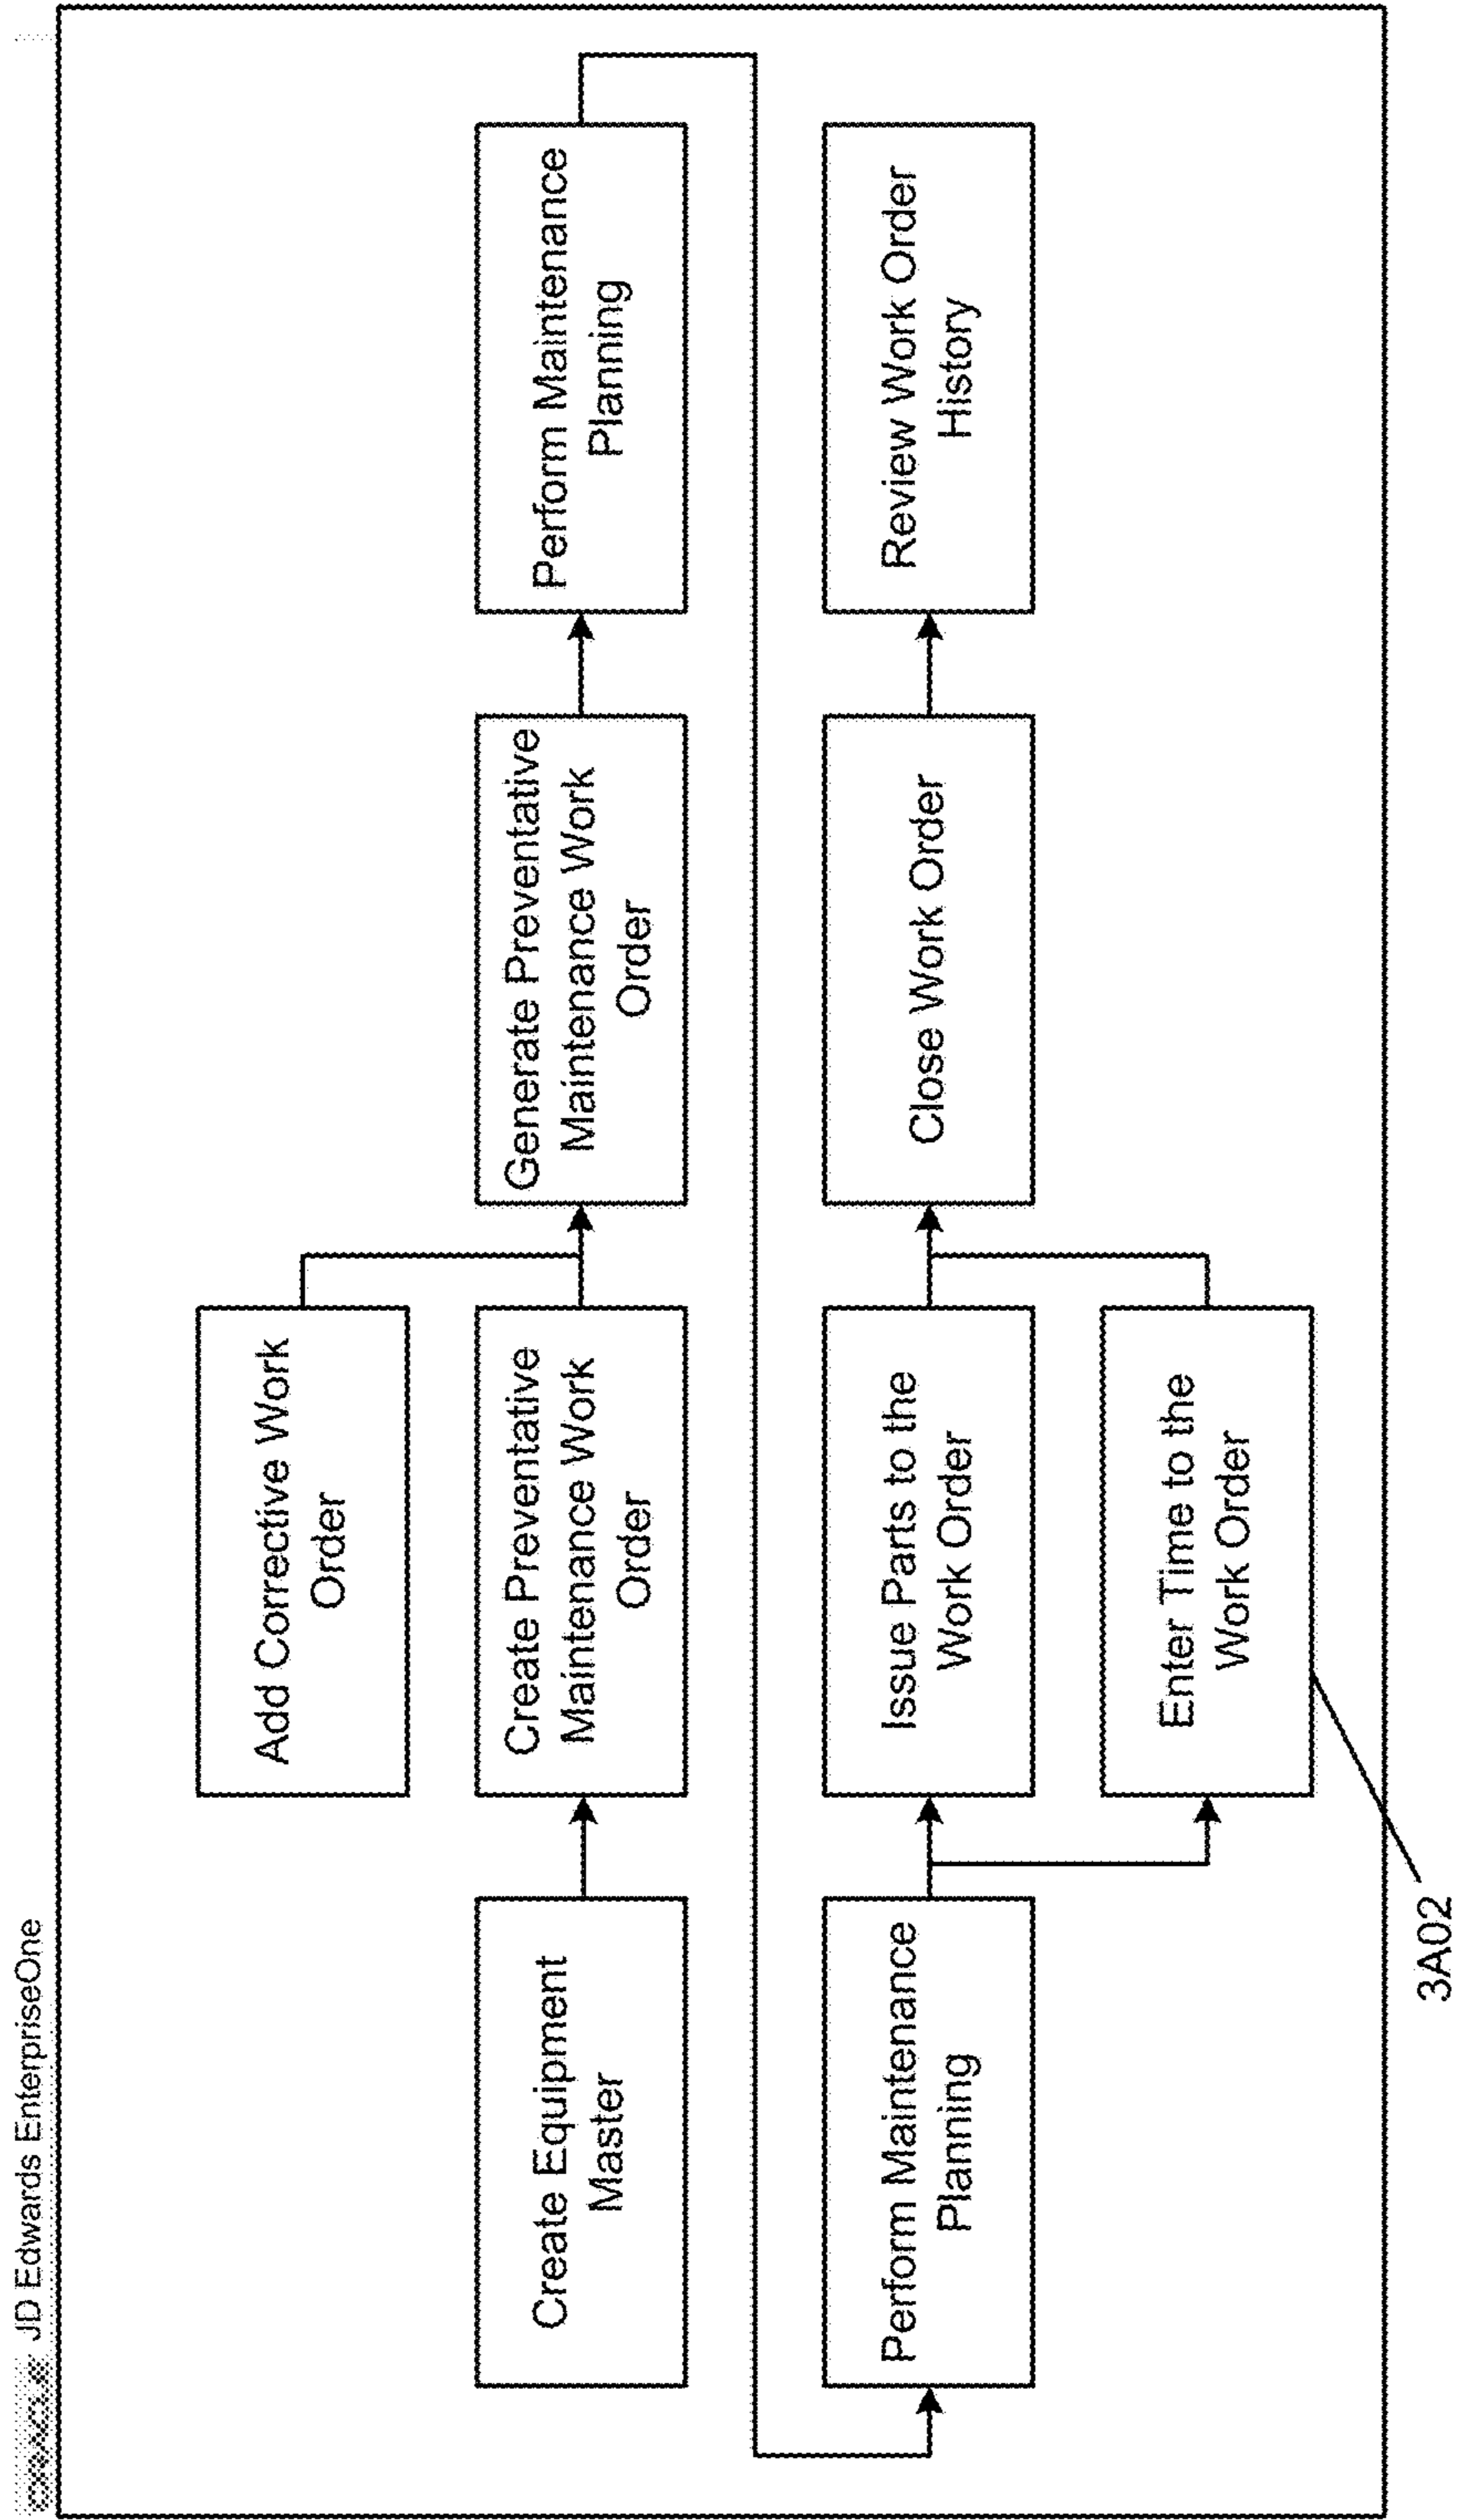 ORACLE JD Edwards EnterpriseOne
Add Corrective Work
Order
Create Equipment
Master
Create Preventative
Maintenance Work
Order
Generate Preventative
Maintenance Work
Order
Perform Maintenance
Planning
Perform Maintenance
Planning
Issue Parts to the
Work Order
Close Work Order
Review Work Order
History
Enter Time to the
Work Order
3A02